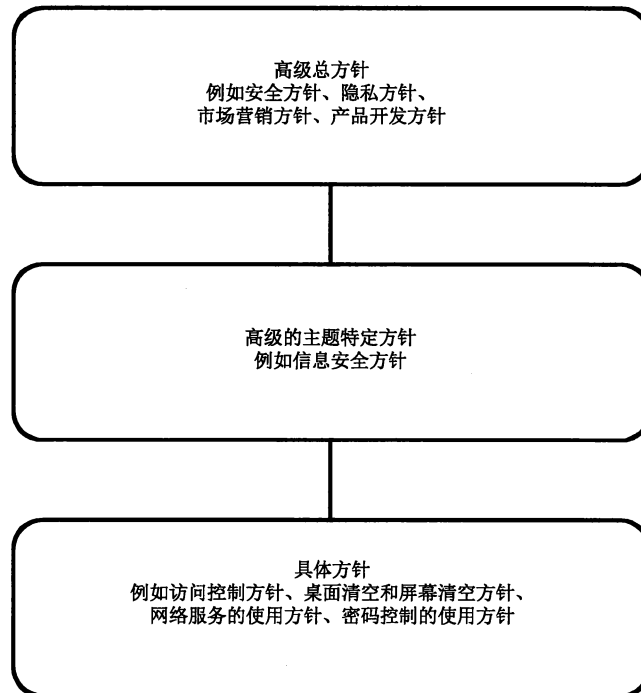 高级总方针
例如安全方针、隐私方针、
市场营销方针、产品开发方针
高级的主题特定方针
例如信息安全方针
具体方针
例如访问控制方针、桌面清空和屏幕清空方针、
网络服务的使用方针、密码控制的使用方针